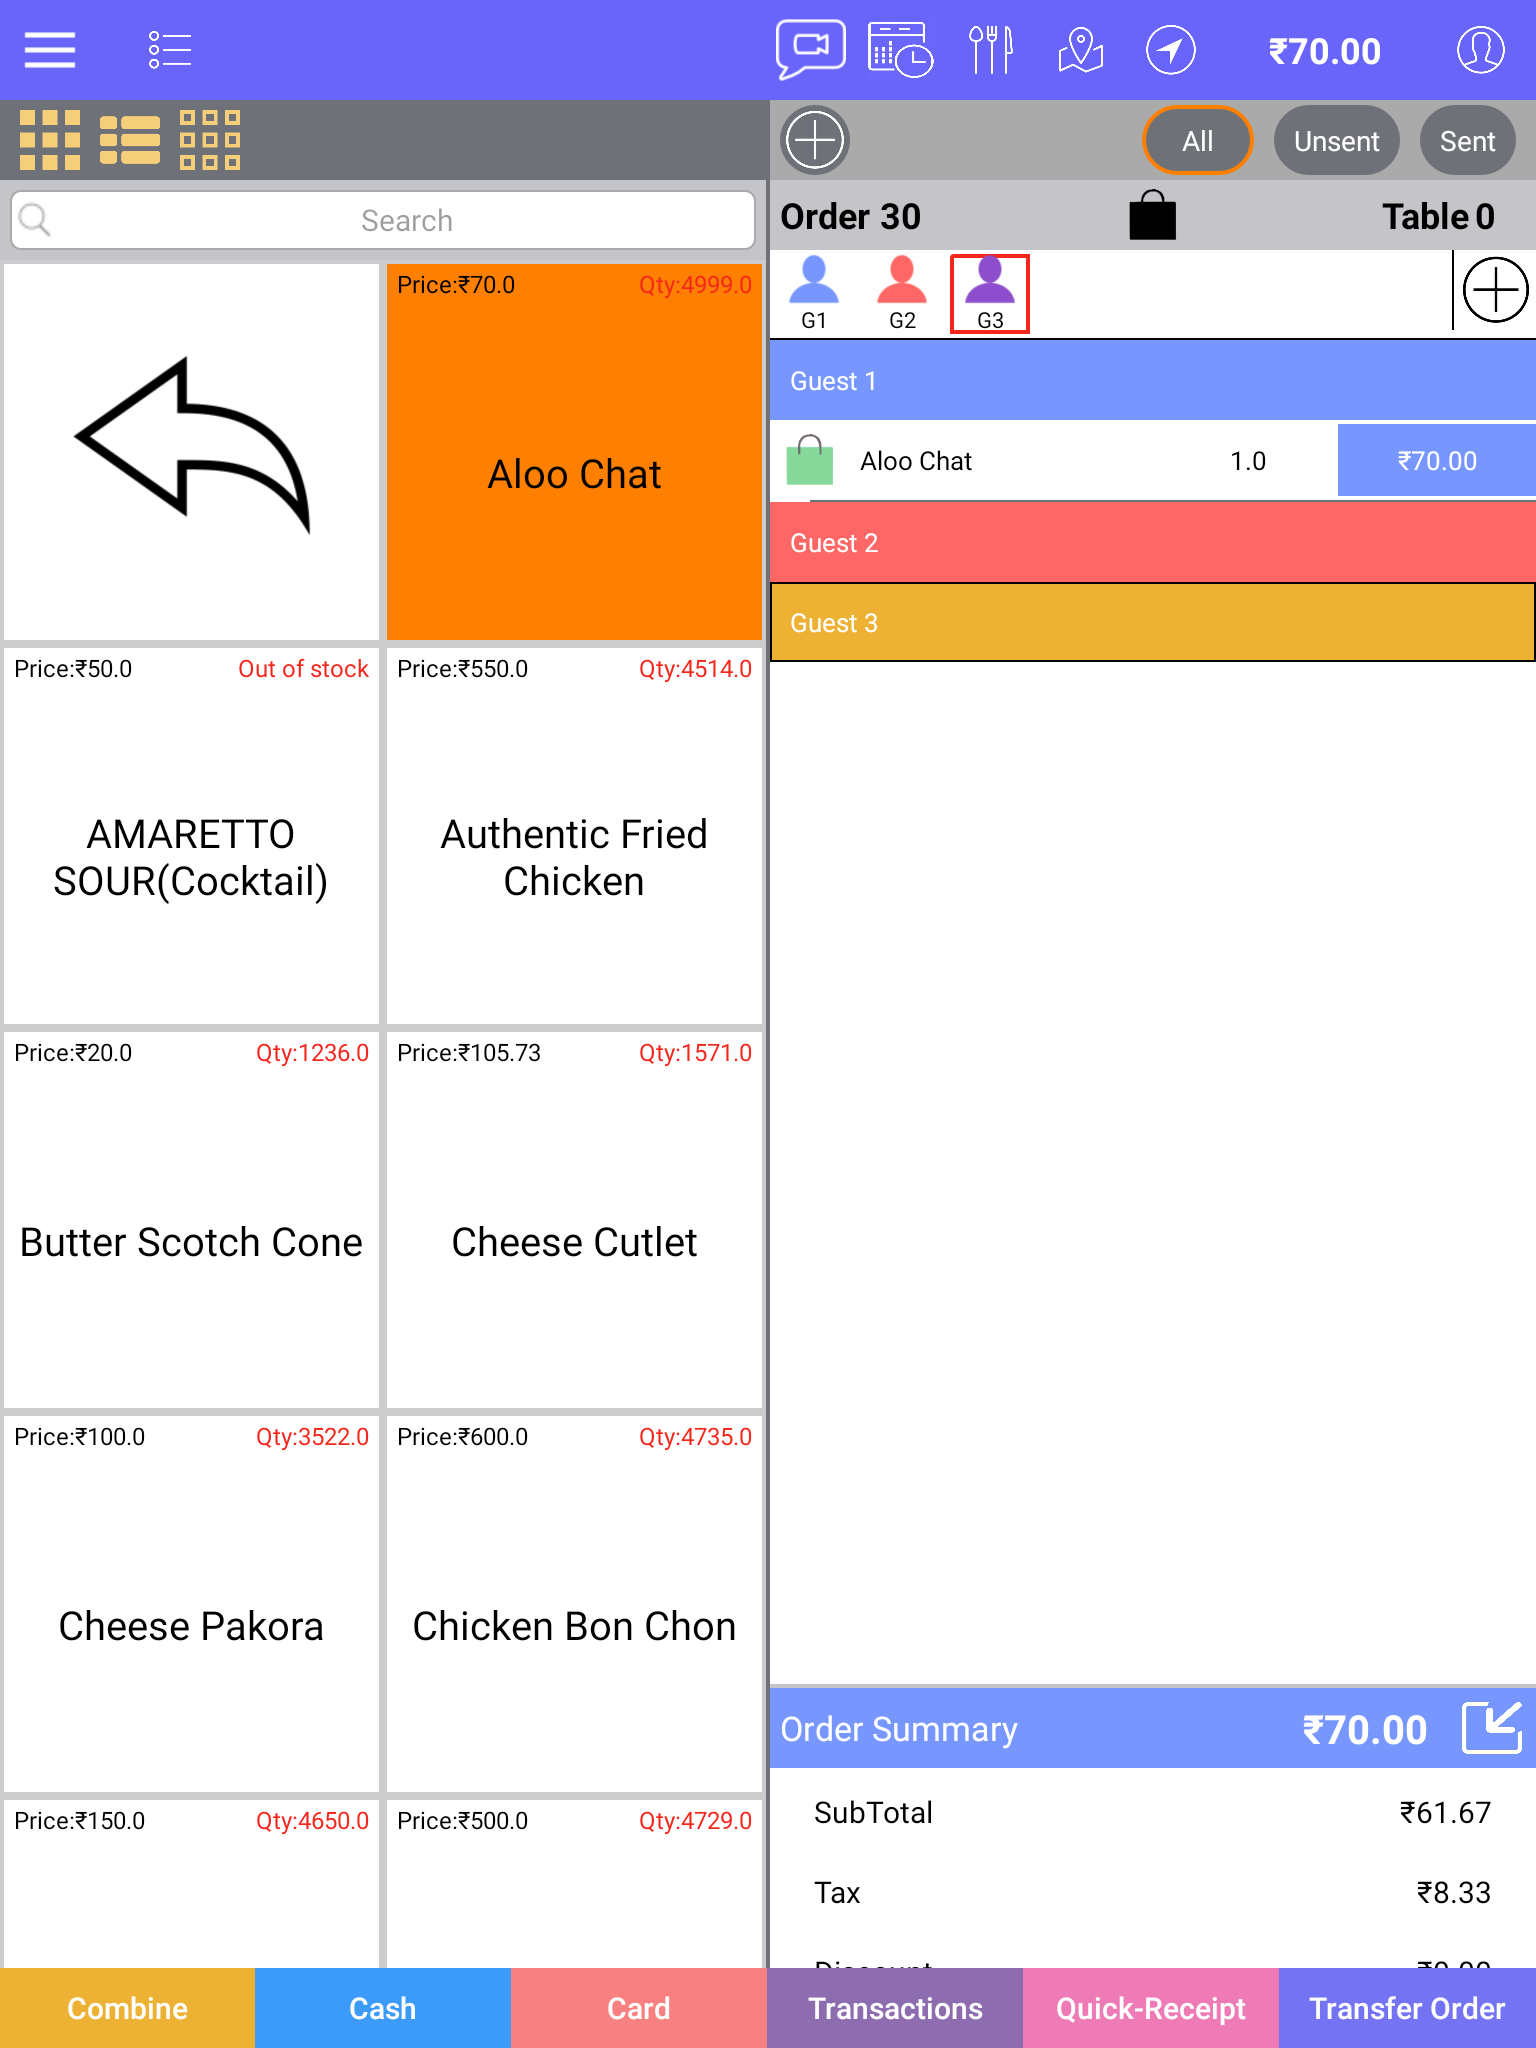 ₹70.00
All
Unsent
Sent
Search
Order 30
Table 0
G1
G2
G3
Price:₹70.0
Qty:4999.0
Aloo Chat
Guest 1
Aloo Chat
1.0
₹70.00
Guest 2
Guest 3
Price:₹50.0
Out of stock
AMARETTO
SOUR(Cocktail)
Price:₹550.0
Qty:4514.0
Authentic Fried
Chicken
Price:₹20.0
Qty:1236.0
Butter Scotch Cone
Price:₹105.73
Qty:1571.0
Cheese Cutlet
Price:₹100.0
Qty:3522.0
Cheese Pakora
Price:₹600.0
Qty:4735.0
Chicken Bon Chon
Price:₹150.0
Qty:4650.0
Price:₹500.0
Qty:4729.0
Order Summary
₹70.00
SubTotal
₹61.67
Tax
₹8.33
Combine
Cash
Card
Transactions
Quick-Receipt
Transfer Order